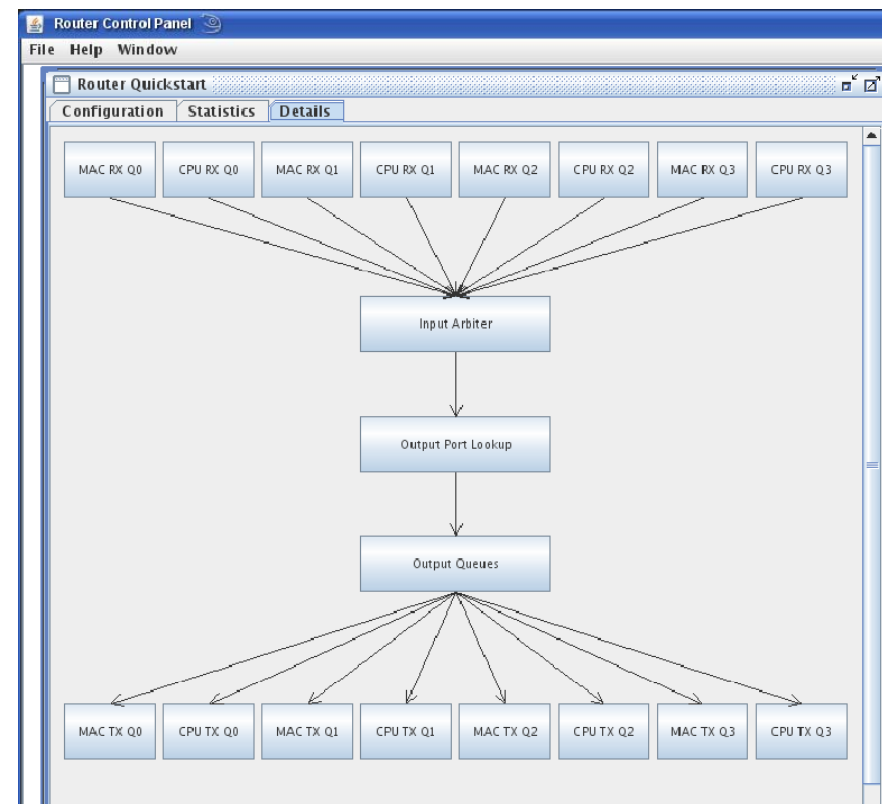 Router Control Panel
File Help Window
Router Quickstart
Configuration Statistics Details
MAC RX Q0 CPU RX Q0 MAC RX Q1 CPU RX Q1 MAC RX Q2 CPU RX Q2 MAC RX Q3 CPU RX Q3
Input Arbiter
Output Port Lookup
Output Queues
MAC TX Q0 CPU TX Q0 MAC TX Q1 CPU TX Q1 MAC TX Q2 CPU TX Q2 MAC TX Q3 CPU TX Q3